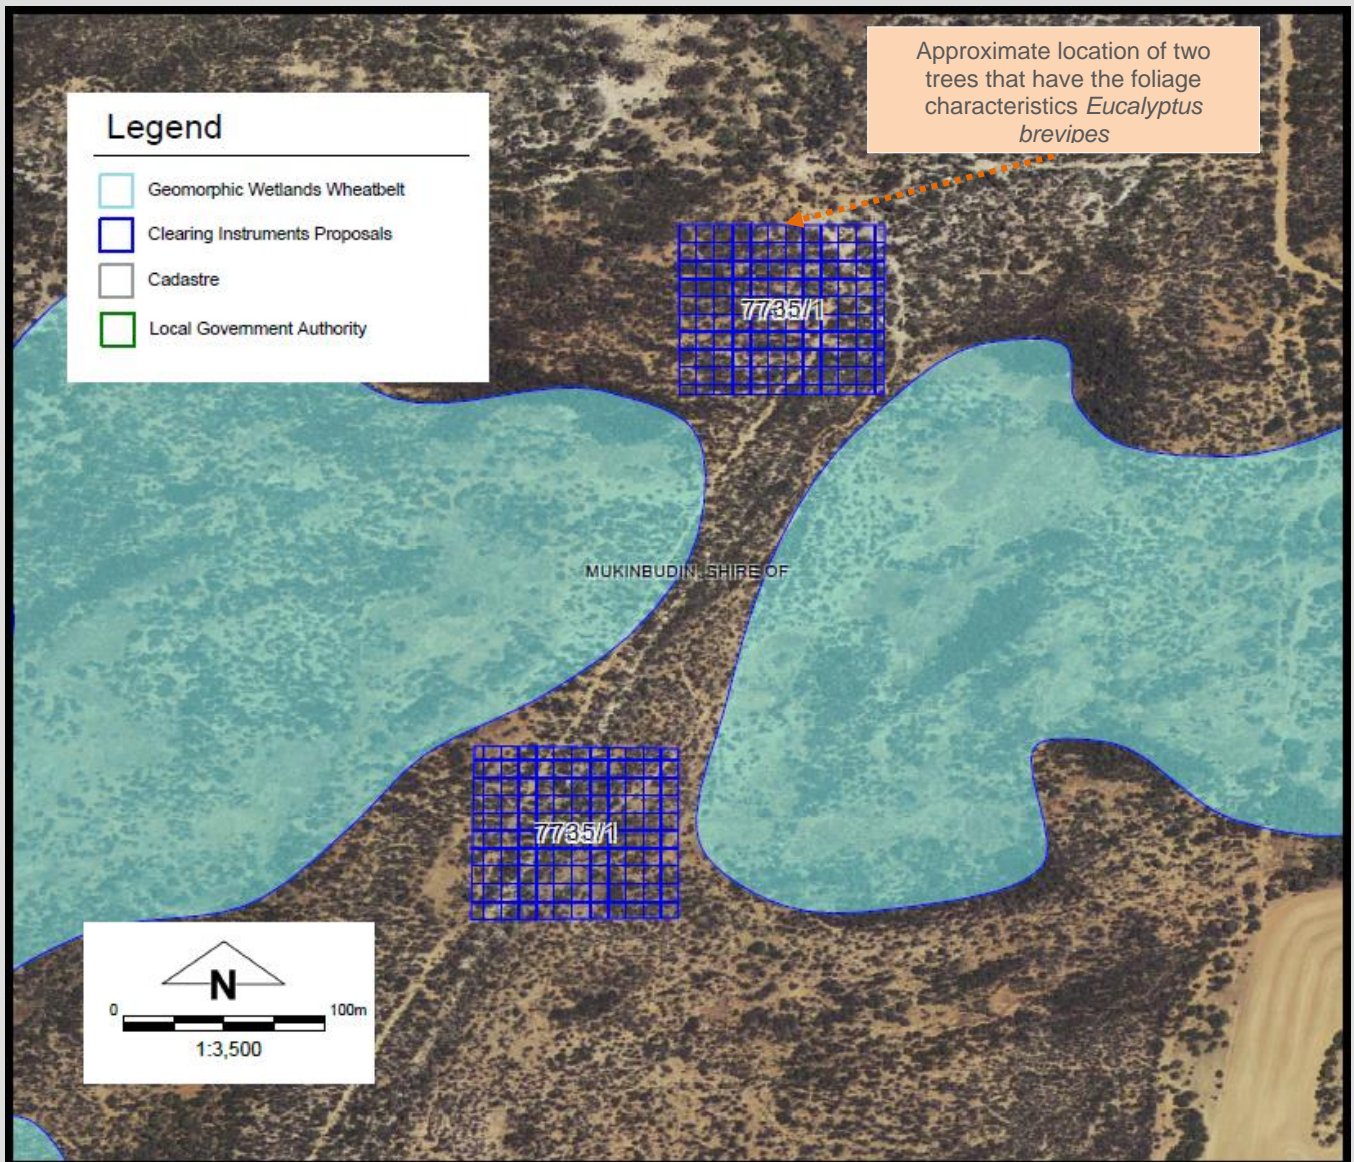 Approximate location of two
trees that have the foliage
characteristics Eucalyptus
brevipes
Legend
Geomorphic Wetlands Wheatbelt
Clearing Instruments Proposals
Cadastre
Local Government Authority
7735/1
MUKINBUDIN, SHIRE OF
7735/1
N
0 100m
1:3,500